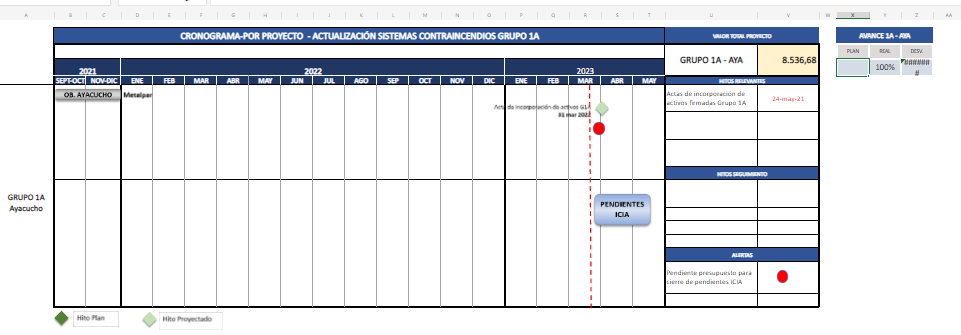 A B C D E F G H I J K L M N O P Q R S T U V W X Y Z AA
CRONOGRAMA-POR PROYECTO - ACTUALIZACIÓN SISTEMAS CONTRAINCENDIOS GRUPO 1A
VALOR TOTAL PROYECTO
AVANCE 1A - AYA
PLAN REAL DESV.
GRUPO 1A - AYA 8.536,68
100% ######
#
2021 2022 2023
SEPT-OCT NOV-DIC ENE FEB MAR ABR MAY JUN JUL AGO SEP OCT NOV DIC ENE FEB MAR ABR MAY
HITOS RELEVANTES
OB. AYACUCHO Metalpar
Acta de incorporación de activos G1A
31 mar 2022
Actas de incorporación de
activos firmadas Grupo 1A
24-may-21
HITOS SEGUIMIENTO
GRUPO 1A
Ayacucho
PENDIENTES
ICIA
ALERTAS
Pendiente presupuesto para
cierre de pendientes ICIA
Hito Plan Hito Proyectado